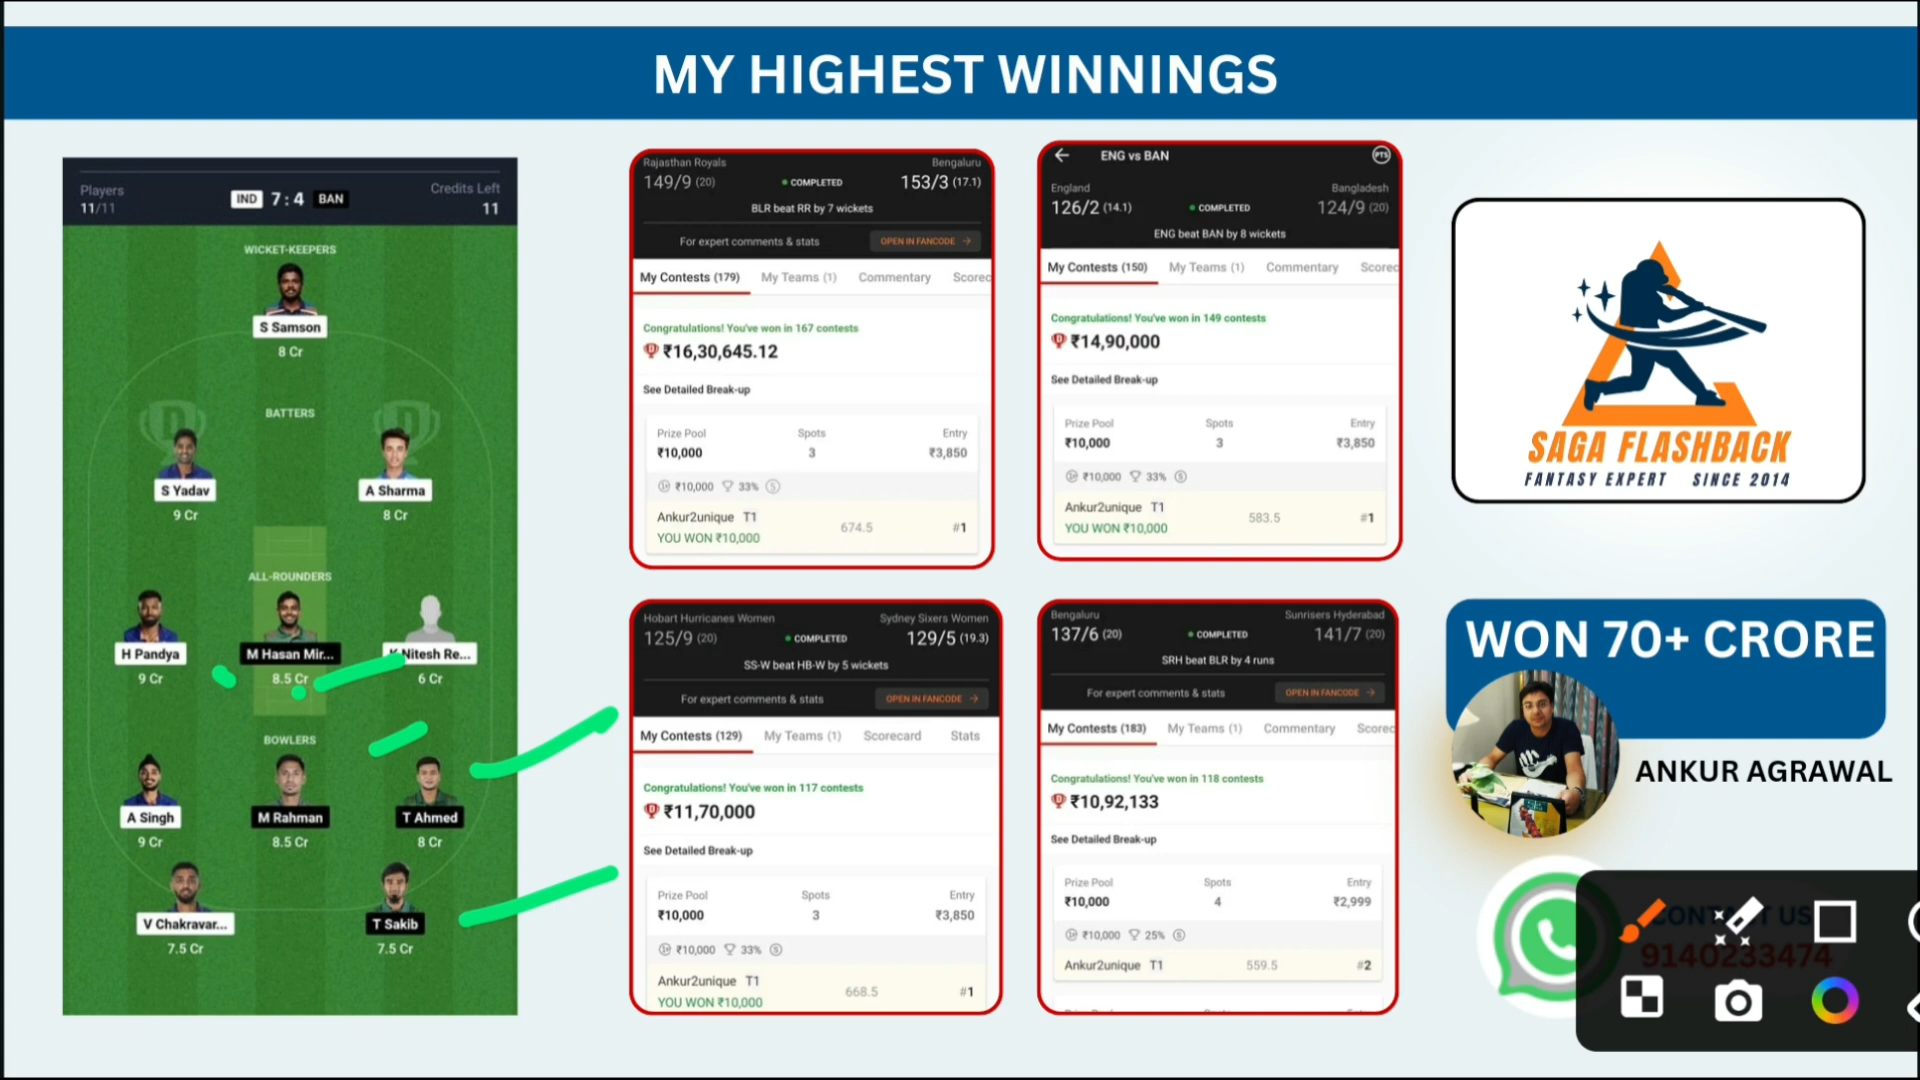 MY HIGHEST WINNINGS
Players
11/11
IND 7 : 4 BAN
Credits Left
11
WICKET-KEEPERS
S Samson
8 Cr
BATTERS
S Yadav
9 Cr
A Sharma
8 Cr
ALL-ROUNDERS
H Pandya
9 Cr
M Hasan Mir...
8.5 Cr
Nitesh Re...
6 Cr
BOWLERS
A Singh
9 Cr
M Rahman
8.5 Cr
T Ahmed
8 Cr
V Chakravar...
7.5 Cr
T Sakib
7.5 Cr
Rajasthan Royals Bengaluru
149/9 (20) COMPLETED 153/3 (17.1)
BLR beat RR by 7 wickets
For expert comments & stats OPEN IN FANCODE
My Contests (179) My Teams (1) Commentary Scorec
Congratulations! You've won in 167 contests
₹16,30,645.12
See Detailed Break-up
Prize Pool Spots Entry
₹10,000 3 ₹3,850
₹10,000 33% S
Ankur2unique T1 674.5 #1
YOU WON ₹10,000
ENG vs BAN PTS
England Bangladesh
126/2 (14.1) COMPLETED 124/9 (20)
ENG beat BAN by 8 wickets
My Contests (150) My Teams (1) Commentary Scorec
Congratulations! You've won in 149 contests
₹14,90,000
See Detailed Break-up
Prize Pool Spots Entry
₹10,000 3 ₹3,850
₹10,000 33% S
Ankur2unique T1 583.5 #1
YOU WON ₹10,000
Hobart Hurricanes Women Sydney Sixers Women
125/9 (20) COMPLETED 129/5 (19.3)
SS-W beat HB-W by 5 wickets
For expert comments & stats OPEN IN FANCODE
My Contests (129) My Teams (1) Scorecard Stats
Congratulations! You've won in 117 contests
₹11,70,000
See Detailed Break-up
Prize Pool Spots Entry
₹10,000 3 ₹3,850
₹10,000 33% S
Ankur2unique T1 668.5 #1
YOU WON ₹10,000
Bengaluru Sunrisers Hyderabad
137/6 (20) COMPLETED 141/7 (20)
SRH beat BLR by 4 runs
For expert comments & stats OPEN IN FANCODE
My Contests (183) My Teams (1) Commentary Scorec
Congratulations! You've won in 118 contests
₹10,92,133
See Detailed Break-up
Prize Pool Spots Entry
₹10,000 4 ₹2,999
₹10,000 25% S
Ankur2unique T1 559.5 #2
SAGA FLASHBACK
FANTASY EXPERT SINCE 2014
WON 70+ CRORE
ANKUR AGRAWAL
CONTACT US
9140233474